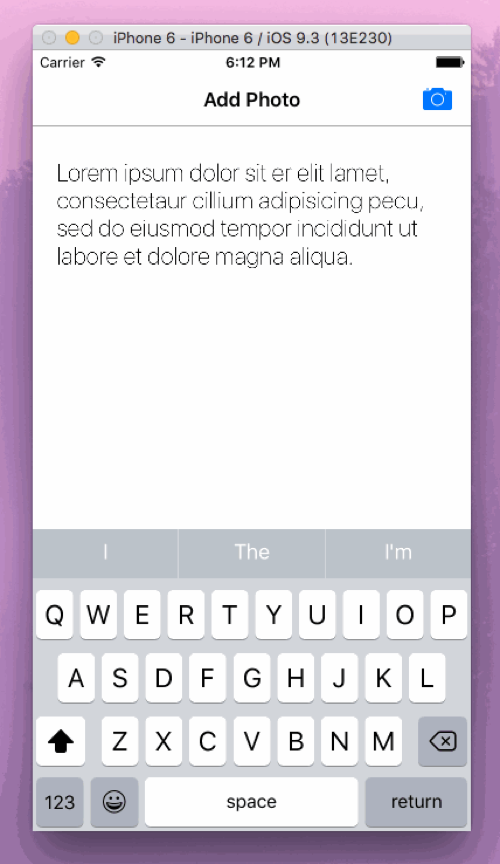 iPhone 6 - iPhone 6 / iOS 9.3 (13E230)
Carrier 6:12 PM
Add Photo
Lorem ipsum dolor sit er elit lamet,
consectetaur cillium adipisicing pecu,
sed do eiusmod tempor incididunt ut
labore et dolore magna aliqua.
I The I'm
Q W E R T Y U I O P
A S D F G H J K L
Z X C V B N M
123 space return